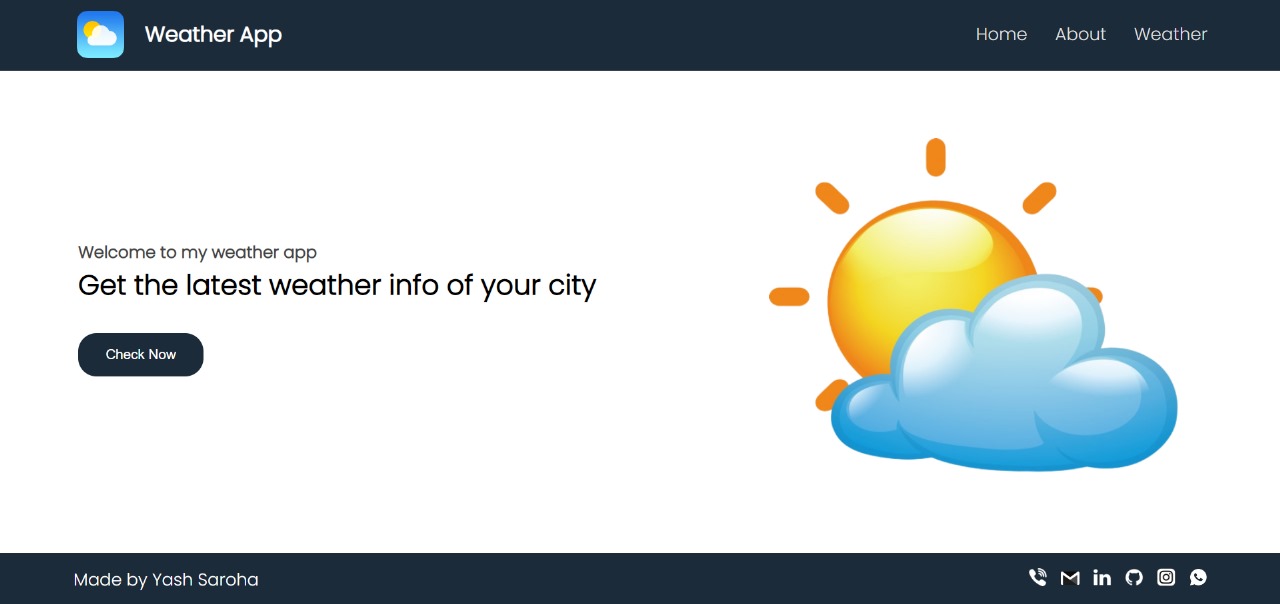 Weather App
Home About Weather
Welcome to my weather app
Get the latest weather info of your city
Check Now
Made by Yash Saroha